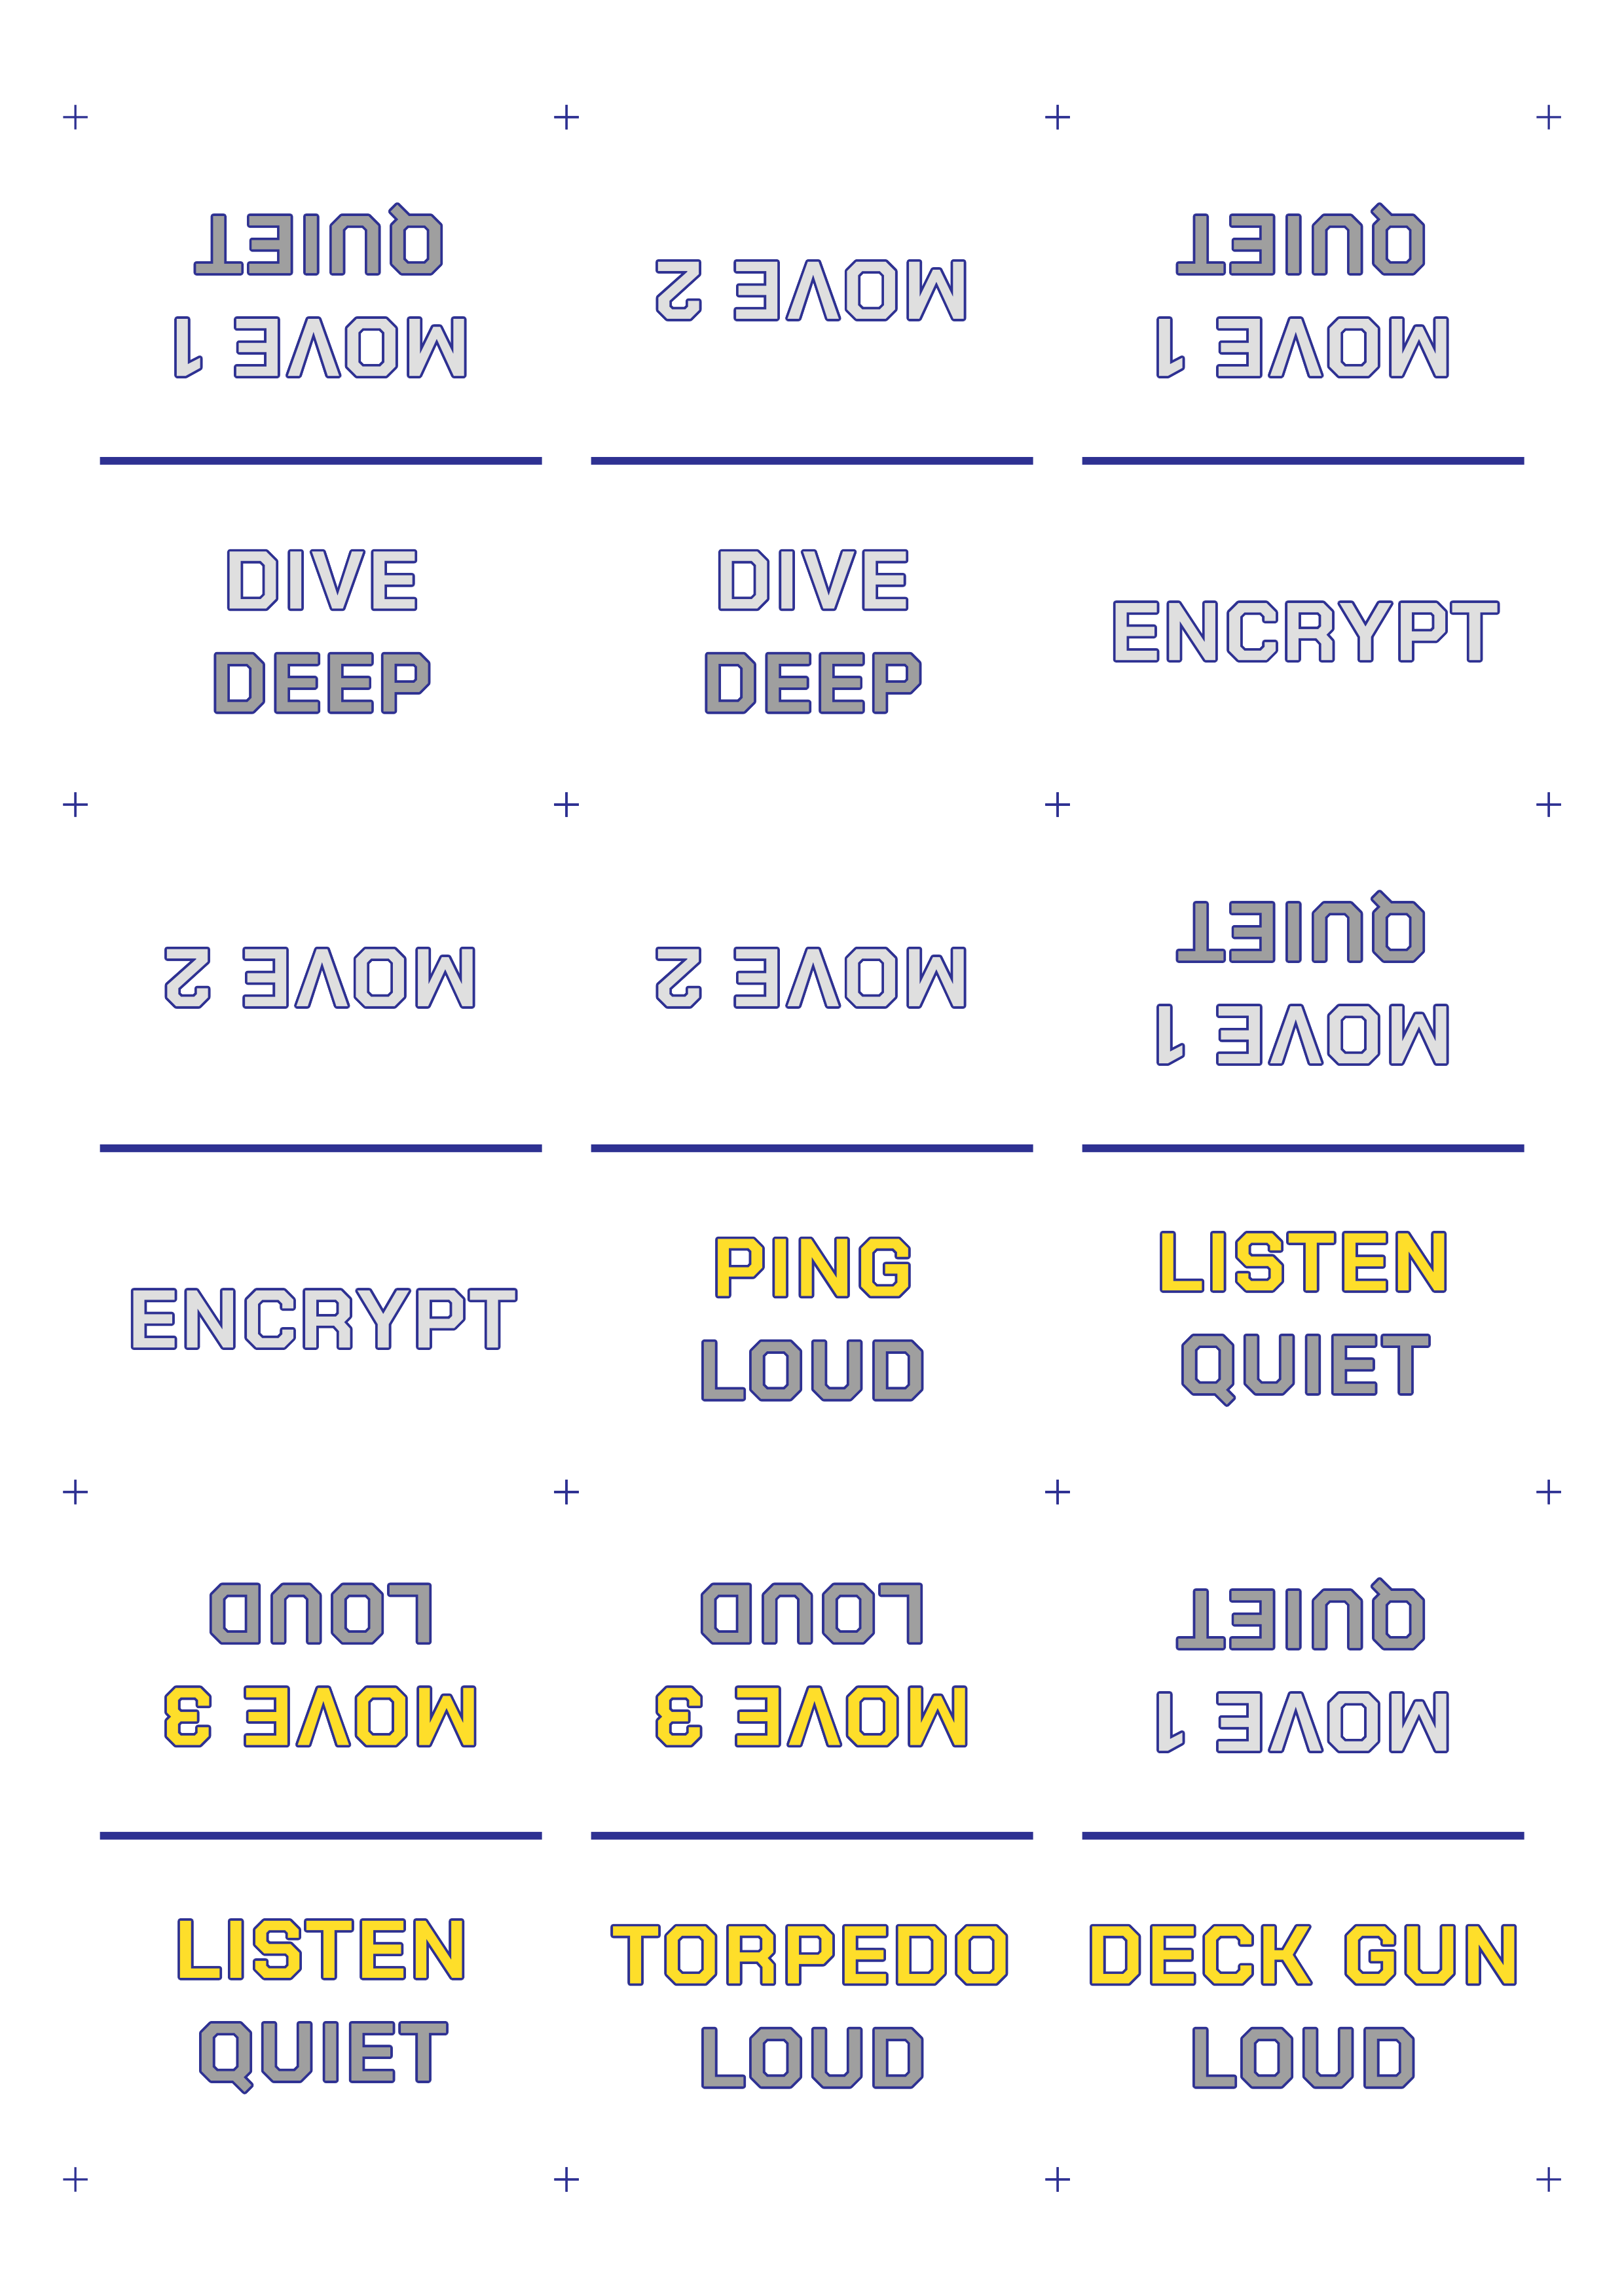 MOVE 1
QUIET
DIVE
DEEP
MOVE 2
DIVE
DEEP
MOVE 1
QUIET
ENCRYPT
MOVE 2
ENCRYPT
MOVE 2
PING
LOUD
MOVE 1
QUIET
LISTEN
QUIET
MOVE 3
LOUD
LISTEN
QUIET
MOVE 3
LOUD
TORPEDO
LOUD
MOVE 1
QUIET
DECK GUN
LOUD